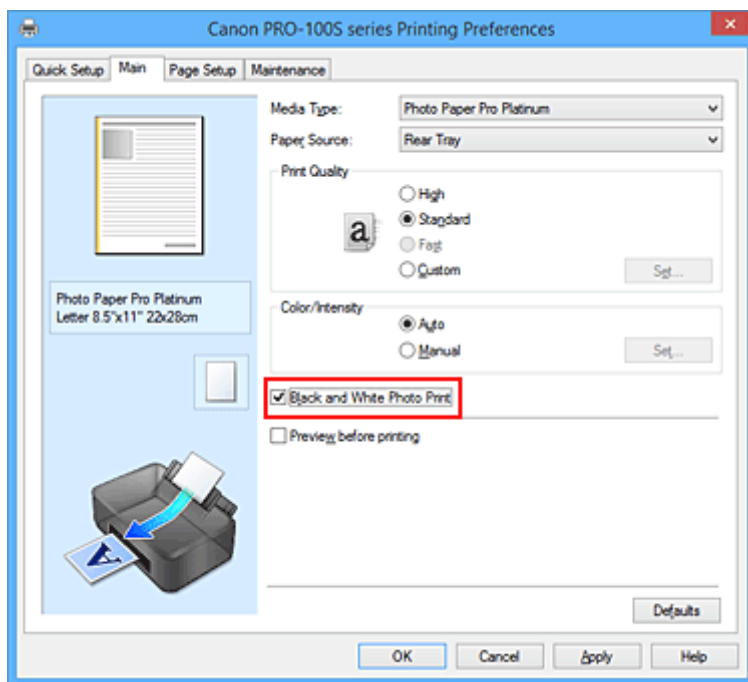 Canon PRO-100S series Printing Preferences
Quick Setup Main Page Setup Maintenance
Media Type: Photo Paper Pro Platinum
Paper Source: Rear Tray
Print Quality
High
a Standard
Fast
Custom Set...
Photo Paper Pro Platinum
Letter 8.5"x11" 22x28cm
Color/Intensity
Auto
Manual Set...
Black and White Photo Print
Preview before printing
A
Defaults
OK Cancel Apply Help